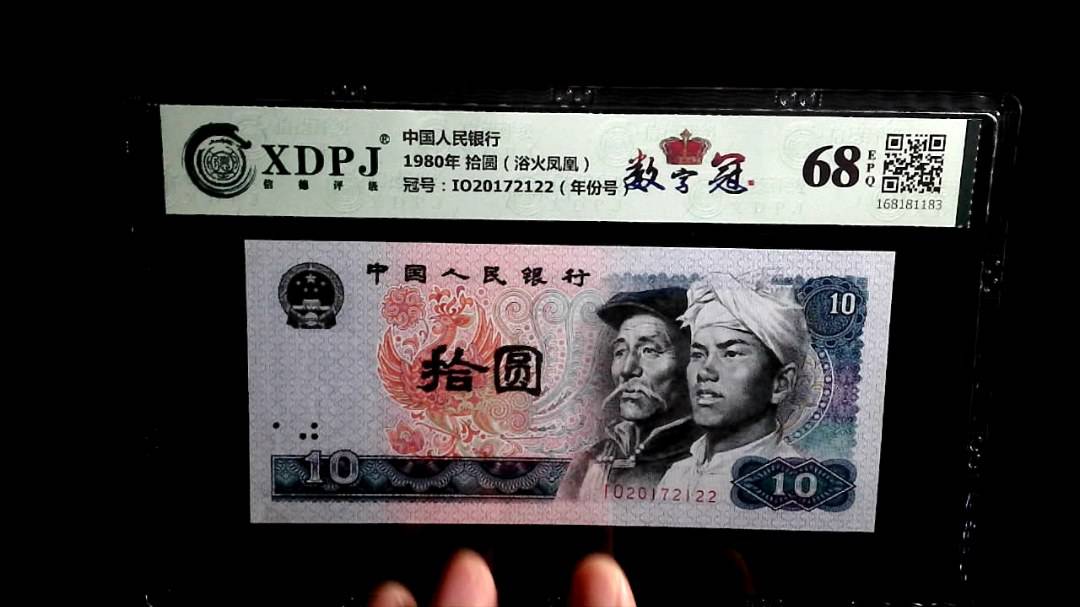 XDPJ®
信德评级
中国人民银行
1980年 拾圆（浴火凤凰）
冠号：IO20172122（年份号）
数字冠
68
EPQ
168181183
中国人民银行
10
拾圆
10
IO20172122
10